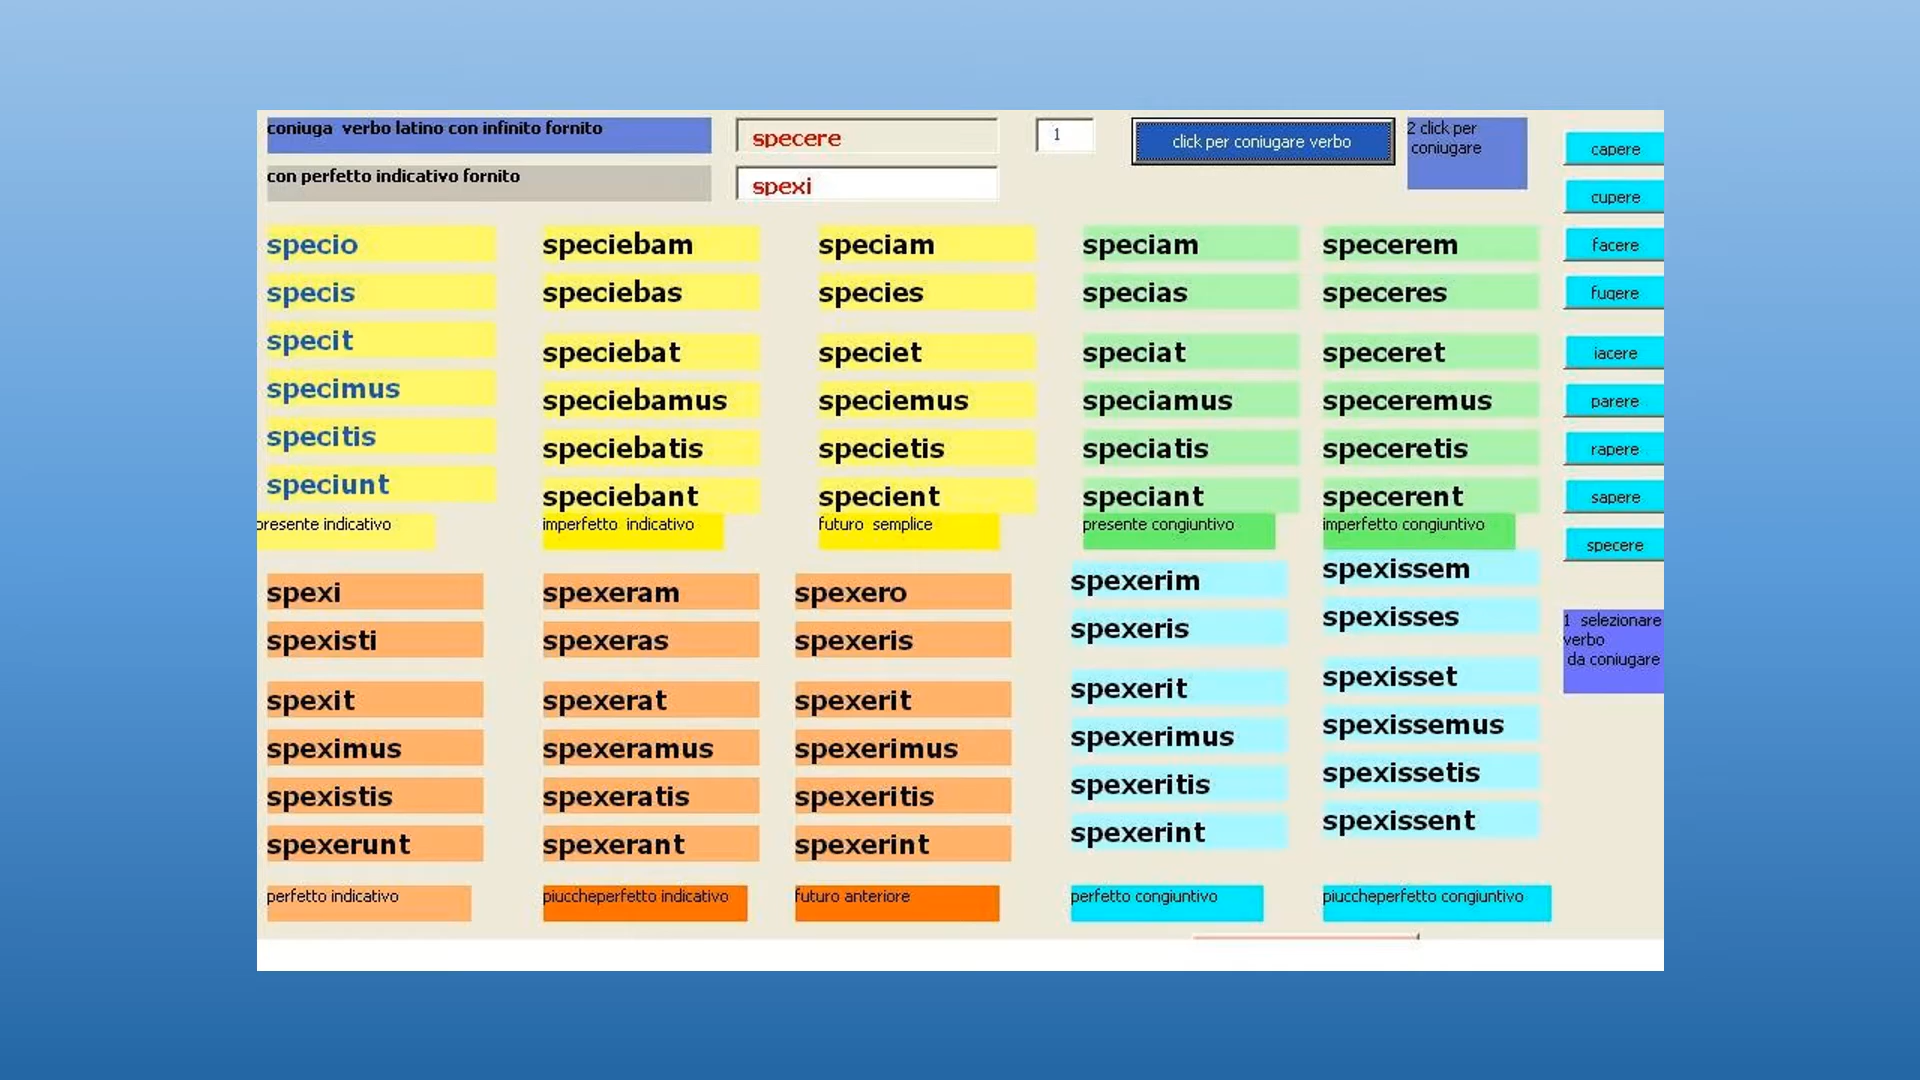 coniuga verbo latino con infinito fornito
specere
1
click per coniugare verbo
2 click per
coniugare
con perfetto indicativo fornito
spexi
specio
specis
specit
specimus
specitis
speciunt
presente indicativo
speciebam
speciebas
speciebat
speciebamus
speciebatis
speciebant
imperfetto indicativo
speciam
species
speciet
speciemus
specietis
specient
futuro semplice
speciam
specias
speciat
speciamus
speciatis
speciant
presente congiuntivo
specerem
speceres
speceret
speceremus
speceretis
specerent
imperfetto congiuntivo
spexi
spexisti
spexit
speximus
spexistis
spexerunt
perfetto indicativo
spexeram
spexeras
spexerat
spexeramus
spexeratis
spexerant
piuccheperfetto indicativo
spexero
spexeris
spexerit
spexerimus
spexeritis
spexerint
futuro anteriore
spexerim
spexeris
spexerit
spexerimus
spexeritis
spexerint
perfetto congiuntivo
spexissem
spexisses
spexisset
spexissemus
spexissetis
spexissent
piuccheperfetto congiuntivo
capere
cupere
facere
fugere
iacere
parere
rapere
sapere
specere
1 selezionare
verbo
da coniugare